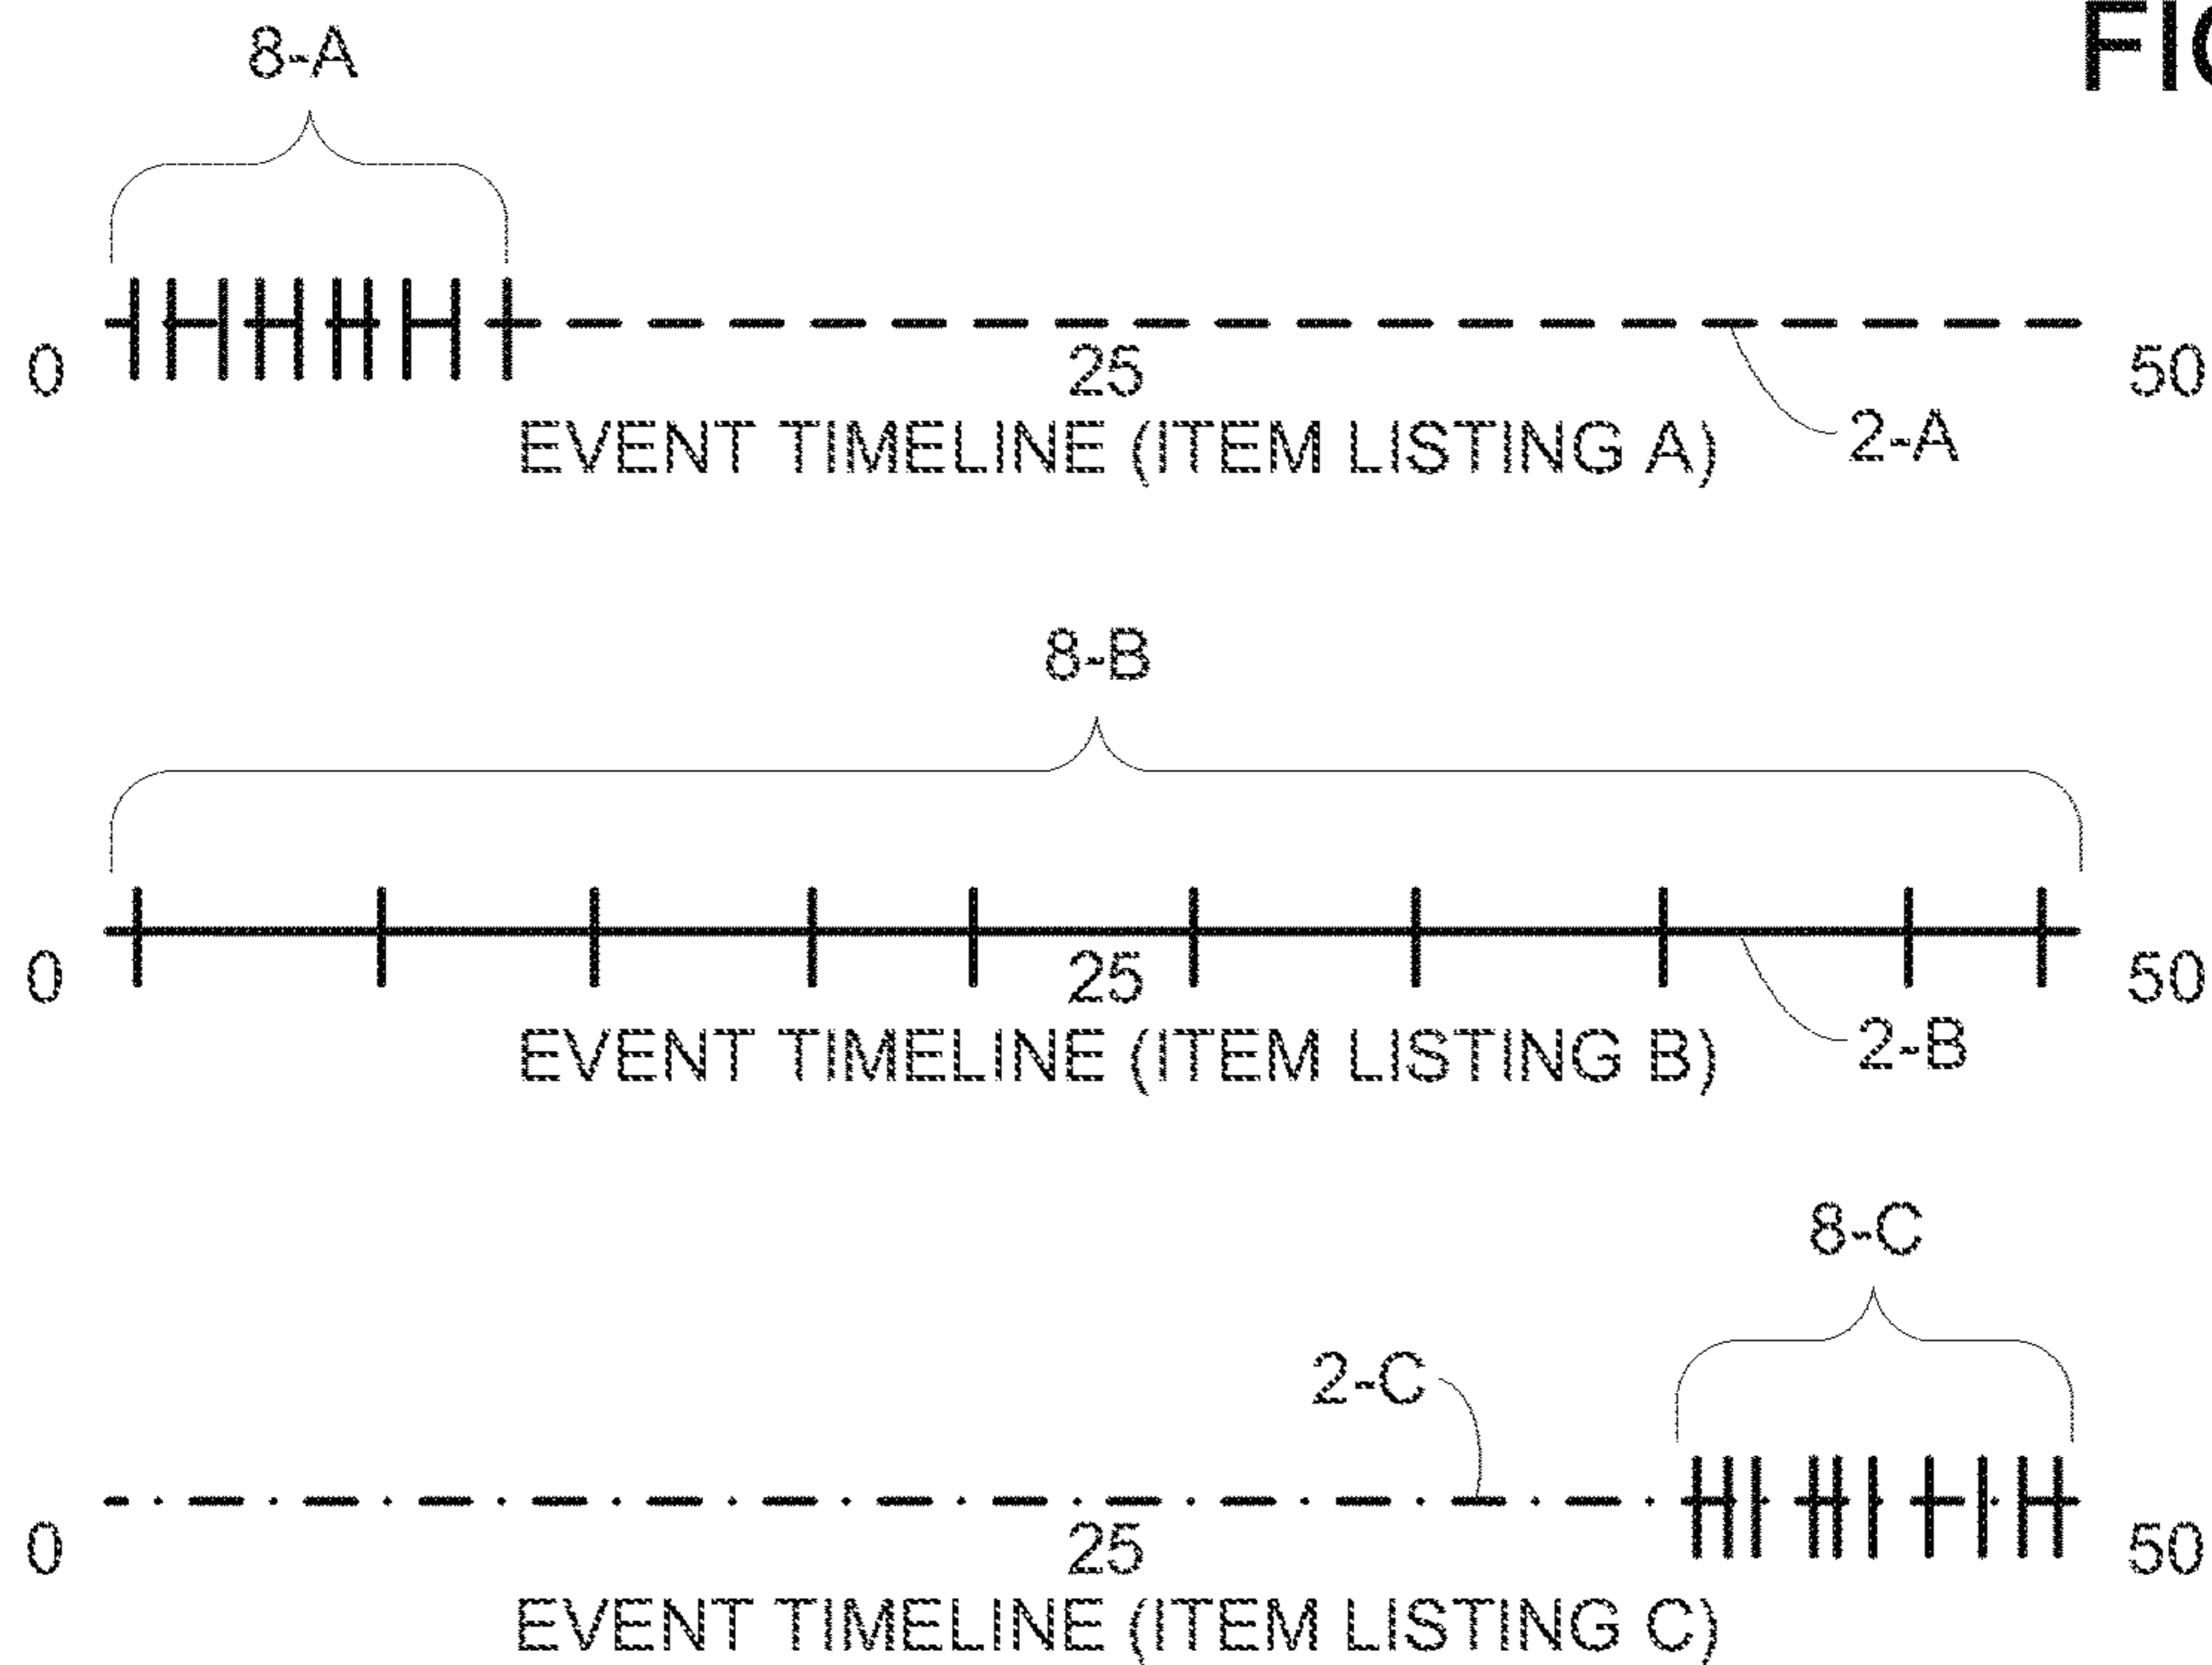 8-A
0 25 50
EVENT TIMELINE (ITEM LISTING A)
2-A
8-B
0 25 50
EVENT TIMELINE (ITEM LISTING B)
2-B
8-C
2-C
0 25 50
EVENT TIMELINE (ITEM LISTING C)